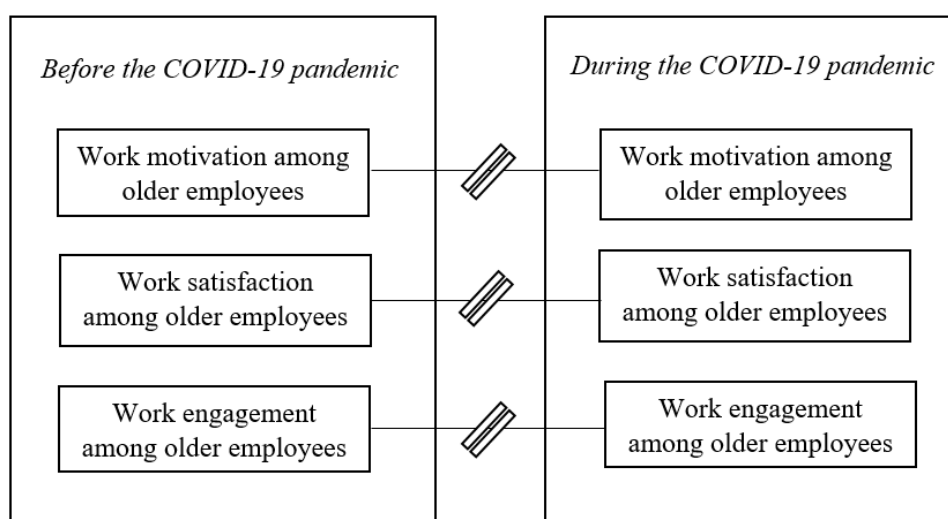 Before the COVID-19 pandemic
Work motivation among
older employees
Work satisfaction
among older employees
Work engagement
among older employees
During the COVID-19 pandemic
Work motivation among
older employees
Work satisfaction
among older employees
Work engagement
among older employees